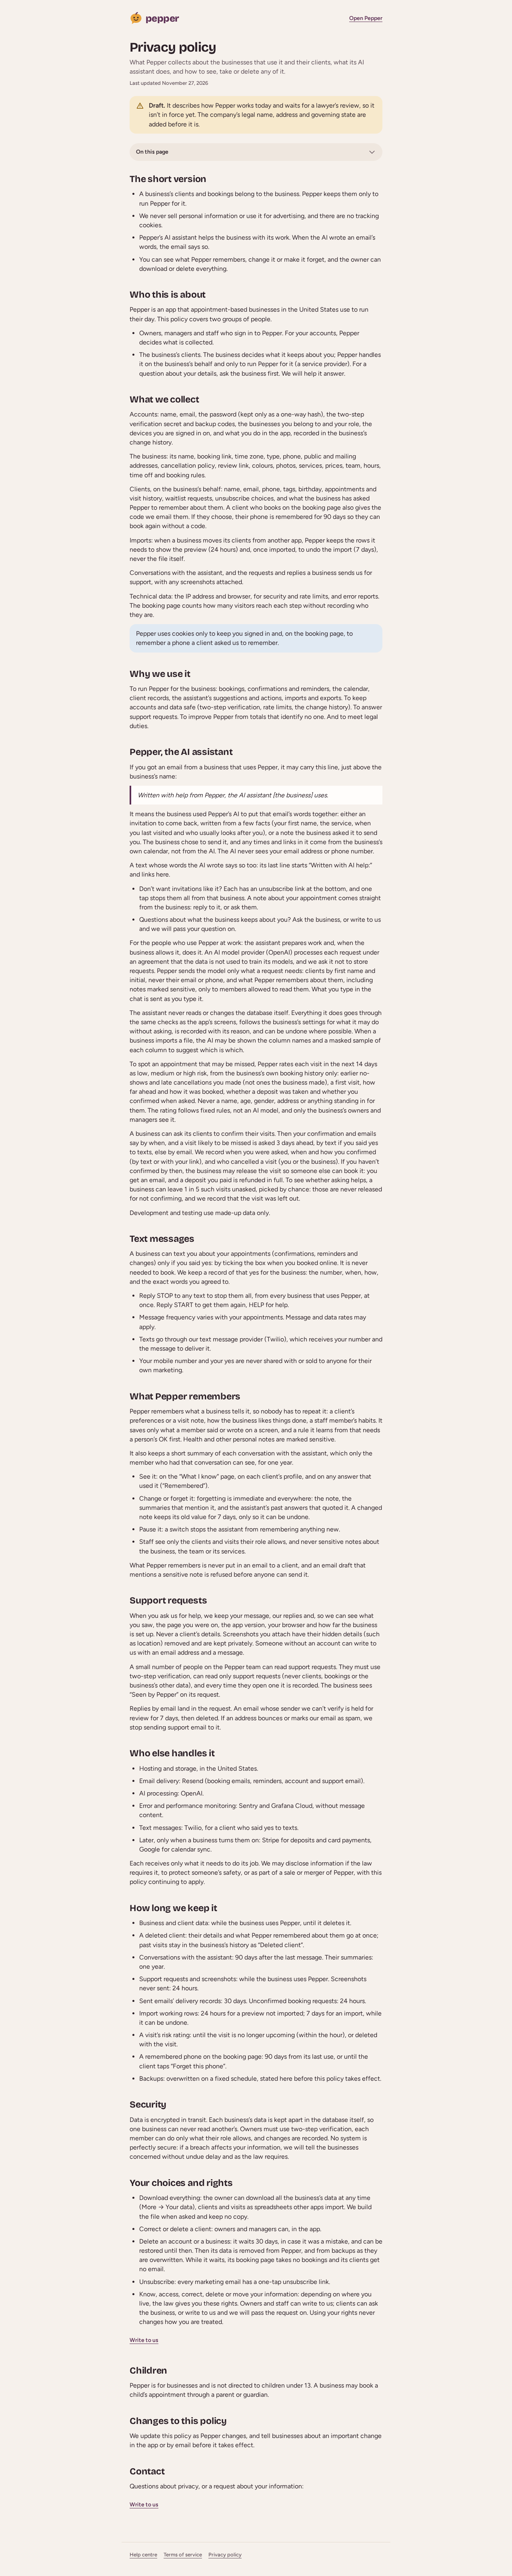 pepper
Open Pepper
Privacy policy
What Pepper collects about the businesses that use it and their clients, what its AI
assistant does, and how to see, take or delete any of it.
Last updated November 27, 2026
Draft. It describes how Pepper works today and waits for a lawyer's review, so it
isn't in force yet. The company's legal name, address and governing state are
added before it is.
On this page
The short version
• A business's clients and bookings belong to the business. Pepper keeps them only to
run Pepper for it.
• We never sell personal information or use it for advertising, and there are no tracking
cookies.
• Pepper's AI assistant helps the business with its work. When the AI wrote an email's
words, the email says so.
• You can see what Pepper remembers, change it or make it forget, and the owner can
download or delete everything.
Who this is about
Pepper is an app that appointment-based businesses in the United States use to run
their day. This policy covers two groups of people.
• Owners, managers and staff who sign in to Pepper. For your accounts, Pepper
decides what is collected.
• The business's clients. The business decides what it keeps about you; Pepper handles
it on the business's behalf and only to run Pepper for it (a service provider). For a
question about your details, ask the business first. We will help it answer.
What we collect
Accounts: name, email, the password (kept only as a one-way hash), the two-step
verification secret and backup codes, the businesses you belong to and your role, the
devices you are signed in on, and what you do in the app, recorded in the business's
change history.
The business: its name, booking link, time zone, type, phone, public and mailing
addresses, cancellation policy, review link, colours, photos, services, prices, team, hours,
time off and booking rules.
Clients, on the business's behalf: name, email, phone, tags, birthday, appointments and
visit history, waitlist requests, unsubscribe choices, and what the business has asked
Pepper to remember about them. A client who books on the booking page also gives the
code we email them. If they choose, their phone is remembered for 90 days so they can
book again without a code.
Imports: when a business moves its clients from another app, Pepper keeps the rows it
needs to show the preview (24 hours) and, once imported, to undo the import (7 days),
never the file itself.
Conversations with the assistant, and the requests and replies a business sends us for
support, with any screenshots attached.
Technical data: the IP address and browser, for security and rate limits, and error reports.
The booking page counts how many visitors reach each step without recording who
they are.
Pepper uses cookies only to keep you signed in and, on the booking page, to
remember a phone a client asked us to remember.
Why we use it
To run Pepper for the business: bookings, confirmations and reminders, the calendar,
client records, the assistant's suggestions and actions, imports and exports. To keep
accounts and data safe (two-step verification, rate limits, the change history). To answer
support requests. To improve Pepper from totals that identify no one. And to meet legal
duties.
Pepper, the AI assistant
If you got an email from a business that uses Pepper, it may carry this line, just above the
business's name:
Written with help from Pepper, the AI assistant [the business] uses.
It means the business used Pepper's AI to put that email's words together: either an
invitation to come back, written from a few facts (your first name, the service, when
you last visited and who usually looks after you), or a note the business asked it to send
you. The business chose to send it, and any times and links in it come from the business's
own calendar, not from the AI. The AI never sees your email address or phone number.
A text whose words the AI wrote says so too: its last line starts "Written with AI help:"
and links here.
• Don't want invitations like it? Each has an unsubscribe link at the bottom, and one
tap stops them all from that business. A note about your appointment comes straight
from the business: reply to it, or ask them.
• Questions about what the business keeps about you? Ask the business, or write to us
and we will pass your question on.
For the people who use Pepper at work: the assistant prepares work and, when the
business allows it, does it. An AI model provider (OpenAI) processes each request under
an agreement that the data is not used to train its models, and we ask it not to store
requests. Pepper sends the model only what a request needs: clients by first name and
initial, never their email or phone, and what Pepper remembers about them, including
notes marked sensitive, only to members allowed to read them. What you type in the
chat is sent as you type it.
The assistant never reads or changes the database itself. Everything it does goes through
the same checks as the app's screens, follows the business's settings for what it may do
without asking, is recorded with its reason, and can be undone where possible. When a
business imports a file, the AI may be shown the column names and a masked sample of
each column to suggest which is which.
To spot an appointment that may be missed, Pepper rates each visit in the next 14 days
as low, medium or high risk, from the business's own booking history only: earlier no-
shows and late cancellations you made (not ones the business made), a first visit, how
far ahead and how it was booked, whether a deposit was taken and whether you
confirmed when asked. Never a name, age, gender, address or anything standing in for
them. The rating follows fixed rules, not an AI model, and only the business's owners and
managers see it.
A business can ask its clients to confirm their visits. Then your confirmation and emails
say by when, and a visit likely to be missed is asked 3 days ahead, by text if you said yes
to texts, else by email. We record when you were asked, when and how you confirmed
(by text or with your link), and who cancelled a visit (you or the business). If you haven't
confirmed by then, the business may release the visit so someone else can book it: you
get an email, and a deposit you paid is refunded in full. To see whether asking helps, a
business can leave 1 in 5 such visits unasked, picked by chance: those are never released
for not confirming, and we record that the visit was left out.
Development and testing use made-up data only.
Text messages
A business can text you about your appointments (confirmations, reminders and
changes) only if you said yes: by ticking the box when you booked online. It is never
needed to book. We keep a record of that yes for the business: the number, when, how,
and the exact words you agreed to.
• Reply STOP to any text to stop them all, from every business that uses Pepper, at
once. Reply START to get them again, HELP for help.
• Message frequency varies with your appointments. Message and data rates may
apply.
• Texts go through our text message provider (Twilio), which receives your number and
the message to deliver it.
• Your mobile number and your yes are never shared with or sold to anyone for their
own marketing.
What Pepper remembers
Pepper remembers what a business tells it, so nobody has to repeat it: a client's
preferences or a visit note, how the business likes things done, a staff member's habits. It
saves only what a member said or wrote on a screen, and a rule it learns from that needs
a person's OK first. Health and other personal notes are marked sensitive.
It also keeps a short summary of each conversation with the assistant, which only the
member who had that conversation can see, for one year.
• See it: on the "What I know" page, on each client's profile, and on any answer that
used it ("Remembered").
• Change or forget it: forgetting is immediate and everywhere: the note, the
summaries that mention it, and the assistant's past answers that quoted it. A changed
note keeps its old value for 7 days, only so it can be undone.
• Pause it: a switch stops the assistant from remembering anything new.
• Staff see only the clients and visits their role allows, and never sensitive notes about
the business, the team or its services.
What Pepper remembers is never put in an email to a client, and an email draft that
mentions a sensitive note is refused before anyone can send it.
Support requests
When you ask us for help, we keep your message, our replies and, so we can see what
you saw, the page you were on, the app version, your browser and how far the business
is set up. Never a client's details. Screenshots you attach have their hidden details (such
as location) removed and are kept privately. Someone without an account can write to
us with an email address and a message.
A small number of people on the Pepper team can read support requests. They must use
two-step verification, can read only support requests (never clients, bookings or the
business's other data), and every time they open one it is recorded. The business sees
"Seen by Pepper" on its request.
Replies by email land in the request. An email whose sender we can't verify is held for
review for 7 days, then deleted. If an address bounces or marks our email as spam, we
stop sending support email to it.
Who else handles it
• Hosting and storage, in the United States.
• Email delivery: Resend (booking emails, reminders, account and support email).
• AI processing: OpenAI.
• Error and performance monitoring: Sentry and Grafana Cloud, without message
content.
• Text messages: Twilio, for a client who said yes to texts.
• Later, only when a business turns them on: Stripe for deposits and card payments,
Google for calendar sync.
Each receives only what it needs to do its job. We may disclose information if the law
requires it, to protect someone's safety, or as part of a sale or merger of Pepper, with this
policy continuing to apply.
How long we keep it
• Business and client data: while the business uses Pepper, until it deletes it.
• A deleted client: their details and what Pepper remembered about them go at once;
past visits stay in the business's history as "Deleted client".
• Conversations with the assistant: 90 days after the last message. Their summaries:
one year.
• Support requests and screenshots: while the business uses Pepper. Screenshots
never sent: 24 hours.
• Sent emails' delivery records: 30 days. Unconfirmed booking requests: 24 hours.
• Import working rows: 24 hours for a preview not imported; 7 days for an import, while
it can be undone.
• A visit's risk rating: until the visit is no longer upcoming (within the hour), or deleted
with the visit.
• A remembered phone on the booking page: 90 days from its last use, or until the
client taps "Forget this phone".
• Backups: overwritten on a fixed schedule, stated here before this policy takes effect.
Security
Data is encrypted in transit. Each business's data is kept apart in the database itself, so
one business can never read another's. Owners must use two-step verification, each
member can do only what their role allows, and changes are recorded. No system is
perfectly secure: if a breach affects your information, we will tell the businesses
concerned without undue delay and as the law requires.
Your choices and rights
• Download everything: the owner can download all the business's data at any time
(More → Your data), clients and visits as spreadsheets other apps import. We build
the file when asked and keep no copy.
• Correct or delete a client: owners and managers can, in the app.
• Delete an account or a business: it waits 30 days, in case it was a mistake, and can be
restored until then. Then its data is removed from Pepper, and from backups as they
are overwritten. While it waits, its booking page takes no bookings and its clients get
no email.
• Unsubscribe: every marketing email has a one-tap unsubscribe link.
• Know, access, correct, delete or move your information: depending on where you
live, the law gives you these rights. Owners and staff can write to us; clients can ask
the business, or write to us and we will pass the request on. Using your rights never
changes how you are treated.
Write to us
Children
Pepper is for businesses and is not directed to children under 13. A business may book a
child's appointment through a parent or guardian.
Changes to this policy
We update this policy as Pepper changes, and tell businesses about an important change
in the app or by email before it takes effect.
Contact
Questions about privacy, or a request about your information:
Write to us
Help centre
Terms of service
Privacy policy